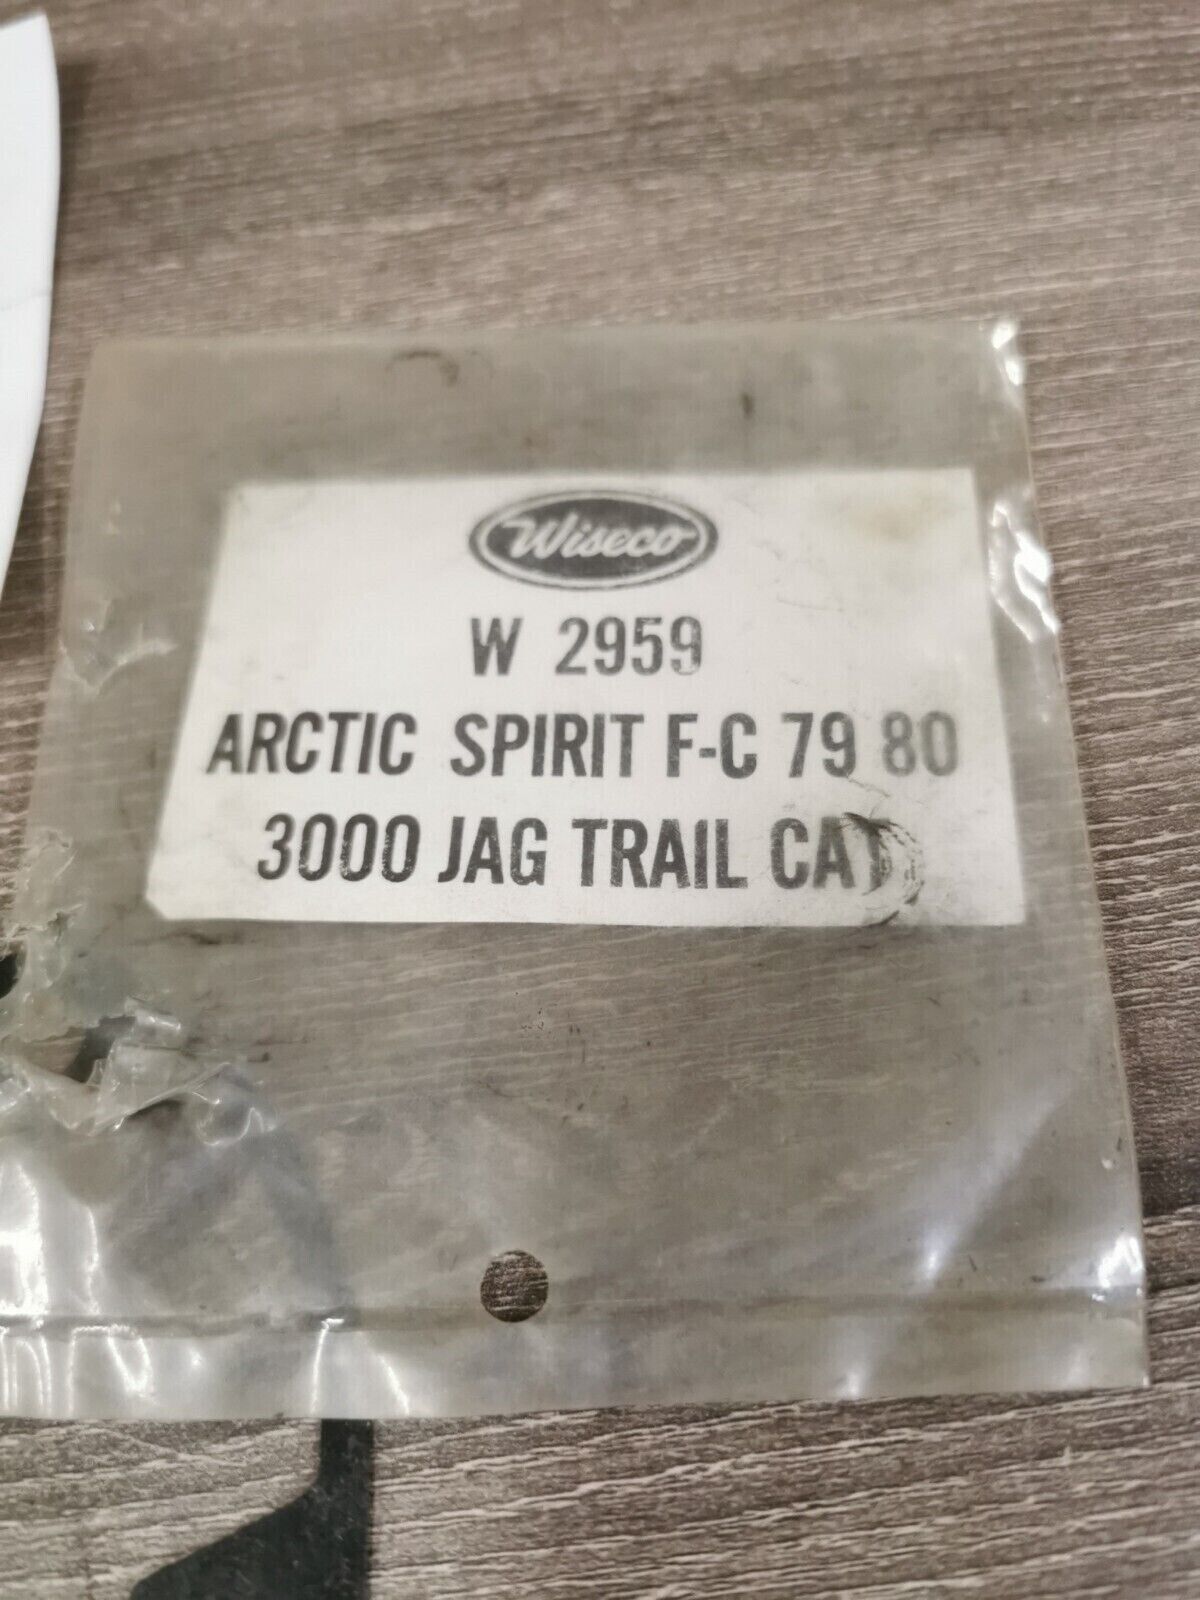 Wiseco
W 2959
ARCTIC SPIRIT F-C 79 80
3000 JAG TRAIL CAT